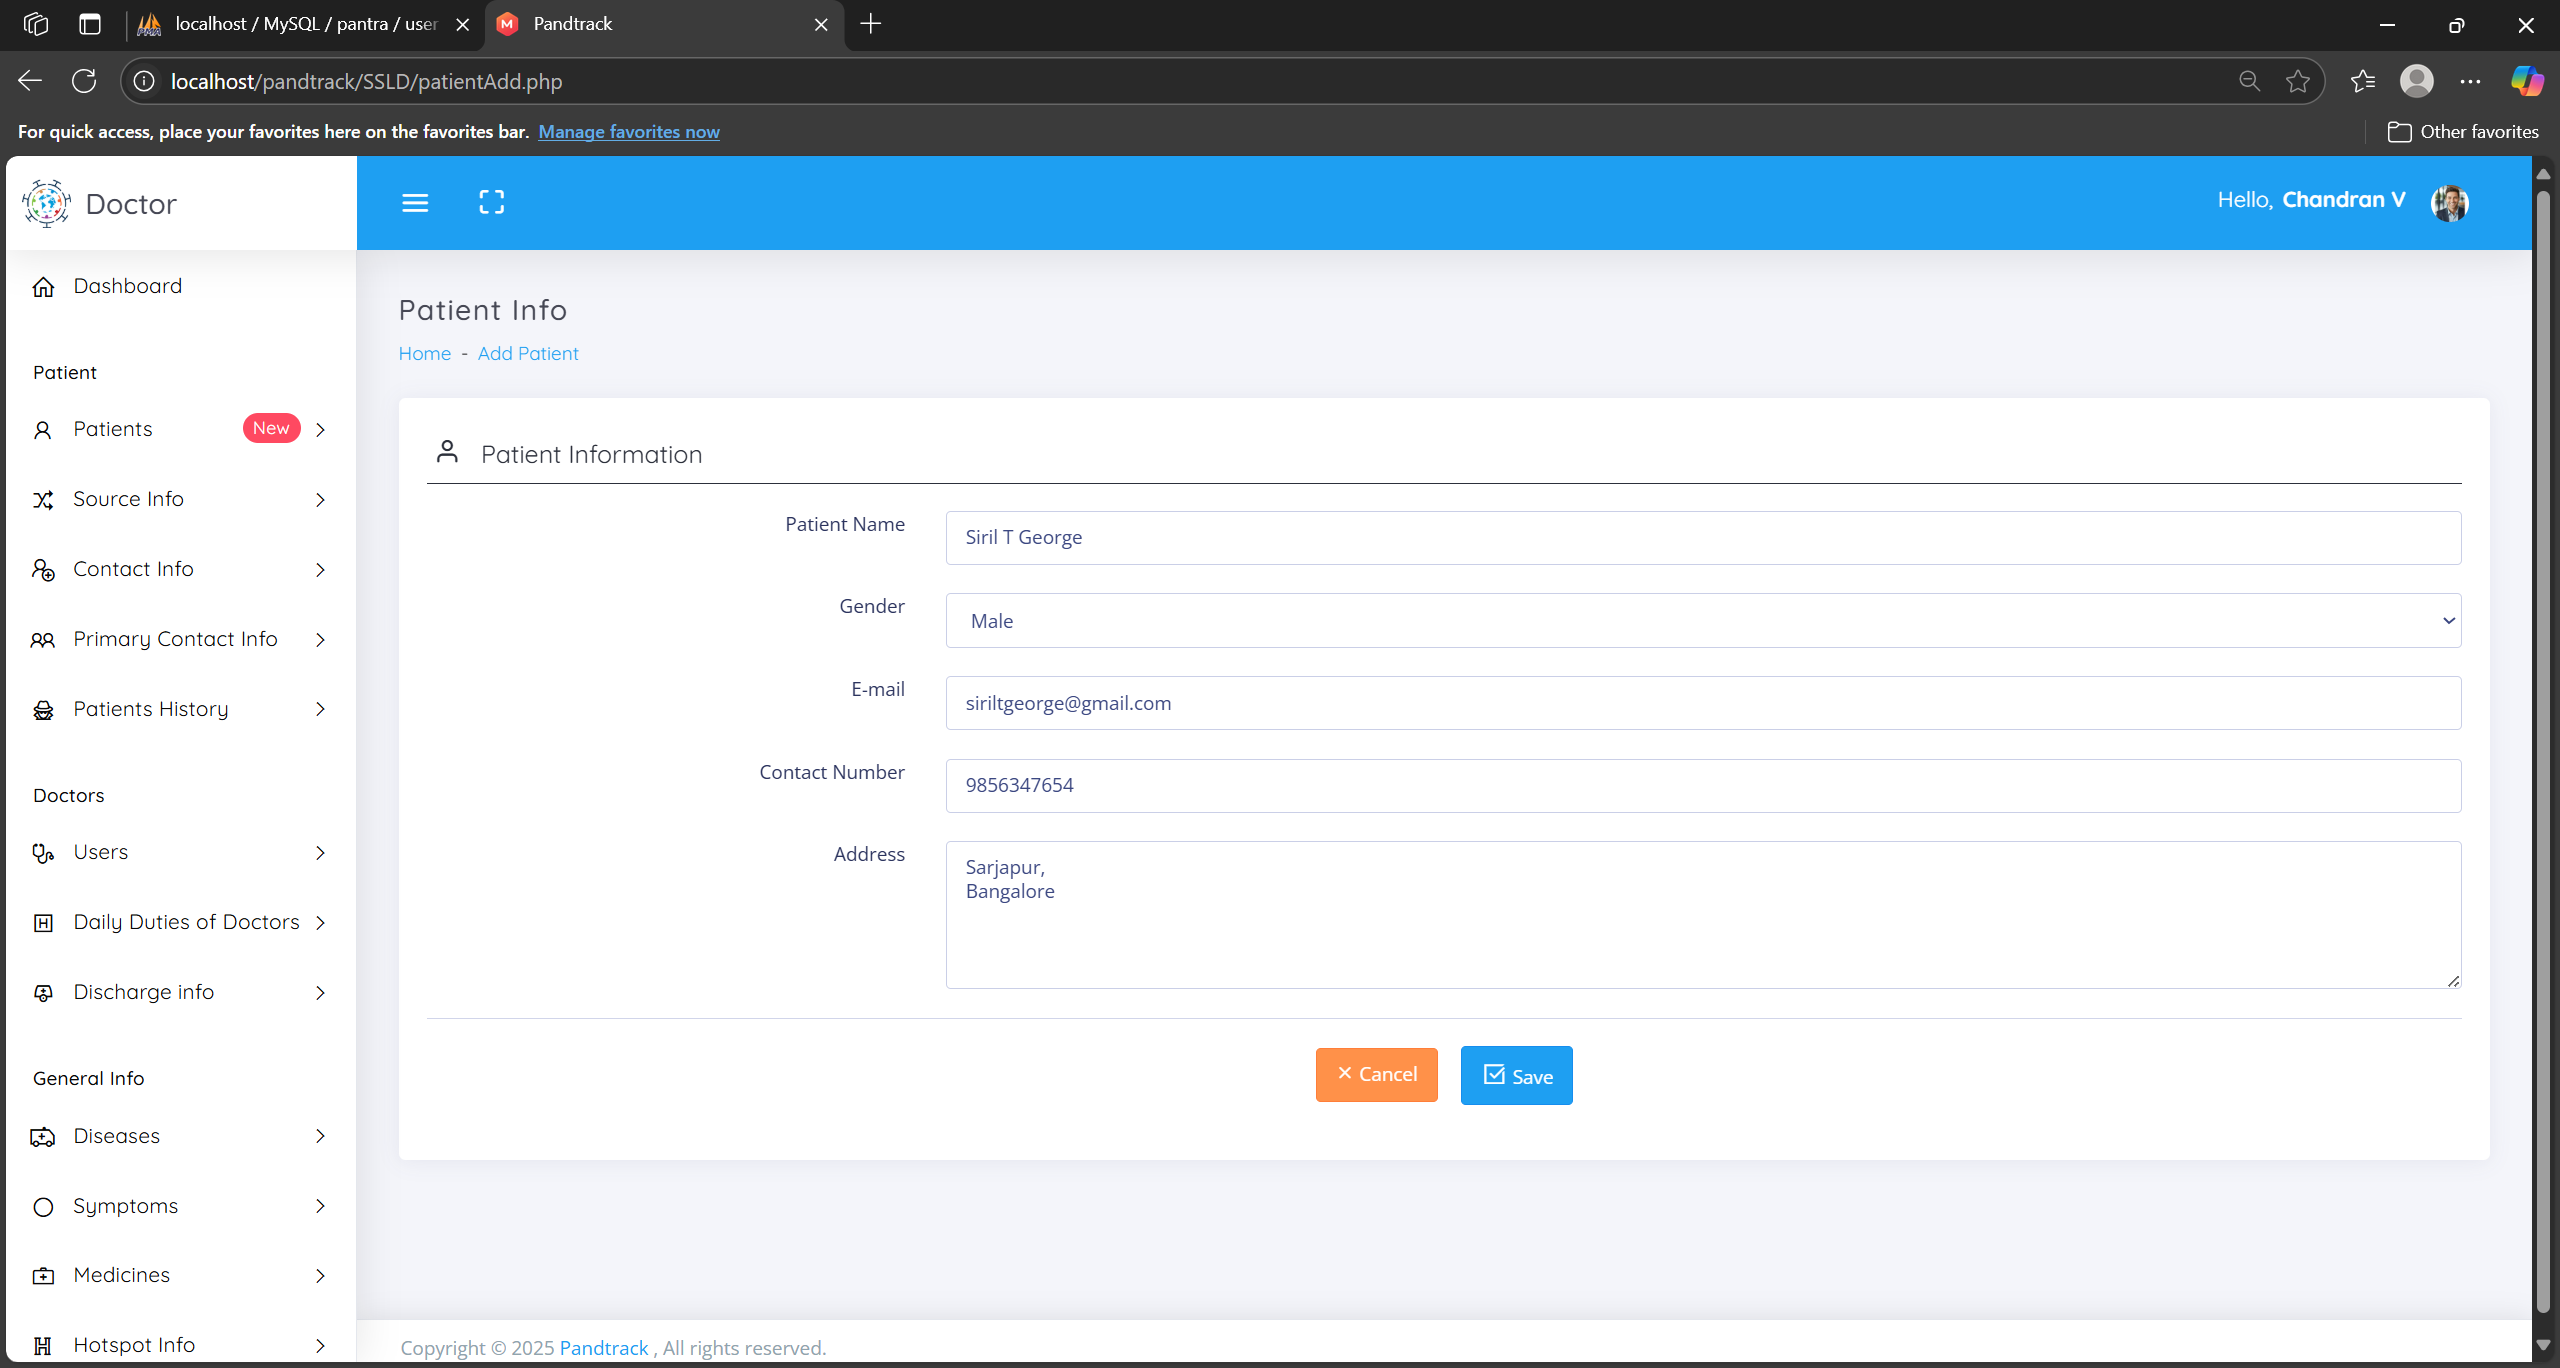 localhost / MySQL / pantra / user
Pandtrack
localhost/pandtrack/SSLD/patientAdd.php
For quick access, place your favorites here on the favorites bar. Manage favorites now
Other favorites
Doctor
Hello, Chandran V
Dashboard
Patient
Patients New
Source Info
Contact Info
Primary Contact Info
Patients History
Doctors
Users
Daily Duties of Doctors
Discharge info
General Info
Diseases
Symptoms
Medicines
Hotspot Info
Patient Info
Home - Add Patient
Patient Information
Patient Name
Siril T George
Gender
Male
E-mail
siriltgeorge@gmail.com
Contact Number
9856347654
Address
Sarjapur,
Bangalore
Cancel
Save
Copyright © 2025 Pandtrack , All rights reserved.